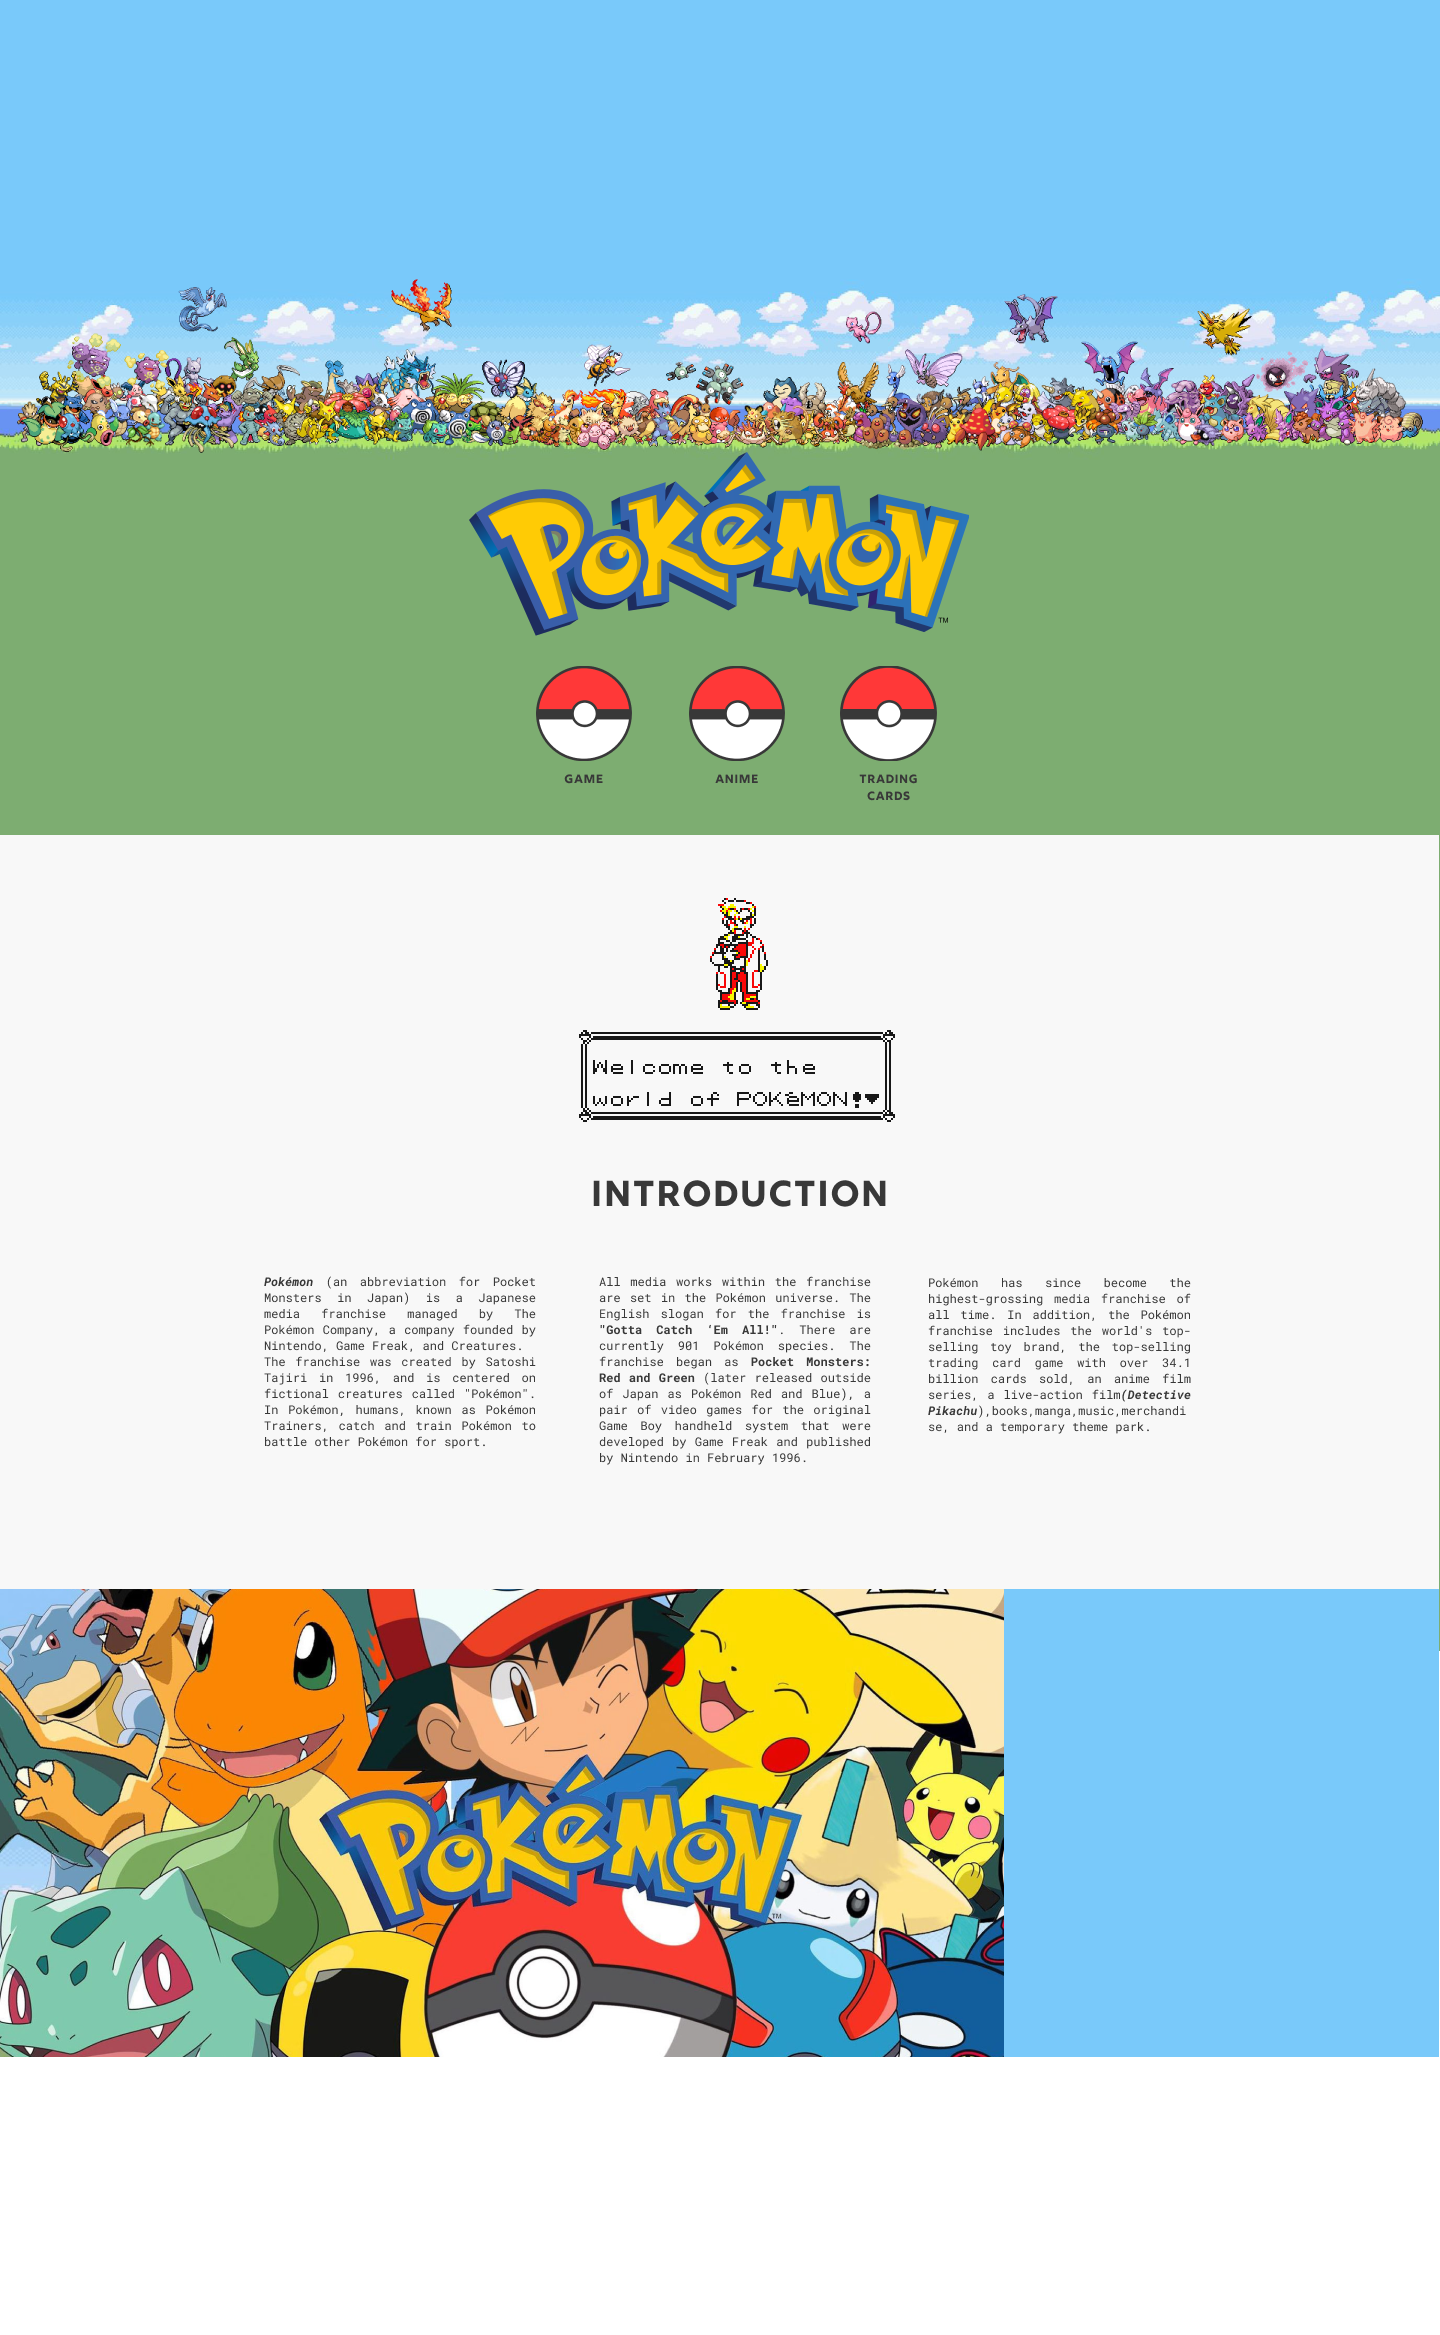 Pokémon
TM
GAME
ANIME
TRADING
CARDS
Welcome to the
world of POKéMON!
INTRODUCTION
Pokémon (an abbreviation for Pocket
Monsters in Japan) is a Japanese
media franchise managed by The
Pokémon Company, a company founded by
Nintendo, Game Freak, and Creatures.
The franchise was created by Satoshi
Tajiri in 1996, and is centered on
fictional creatures called "Pokémon".
In Pokémon, humans, known as Pokémon
Trainers, catch and train Pokémon to
battle other Pokémon for sport.
All media works within the franchise
are set in the Pokémon universe. The
English slogan for the franchise is
"Gotta Catch ‘Em All!". There are
currently 901 Pokémon species. The
franchise began as Pocket Monsters:
Red and Green (later released outside
of Japan as Pokémon Red and Blue), a
pair of video games for the original
Game Boy handheld system that were
developed by Game Freak and published
by Nintendo in February 1996.
Pokémon has since become the
highest-grossing media franchise of
all time. In addition, the Pokémon
franchise includes the world's top-
selling toy brand, the top-selling
trading card game with over 34.1
billion cards sold, an anime film
series, a live-action film(Detective
Pikachu),books,manga,music,merchandi
se, and a temporary theme park.
Pokémon
TM